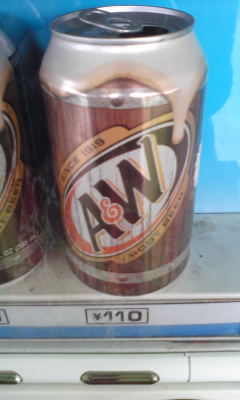 SINCE 1919
A&W
ROOT BEER
¥110